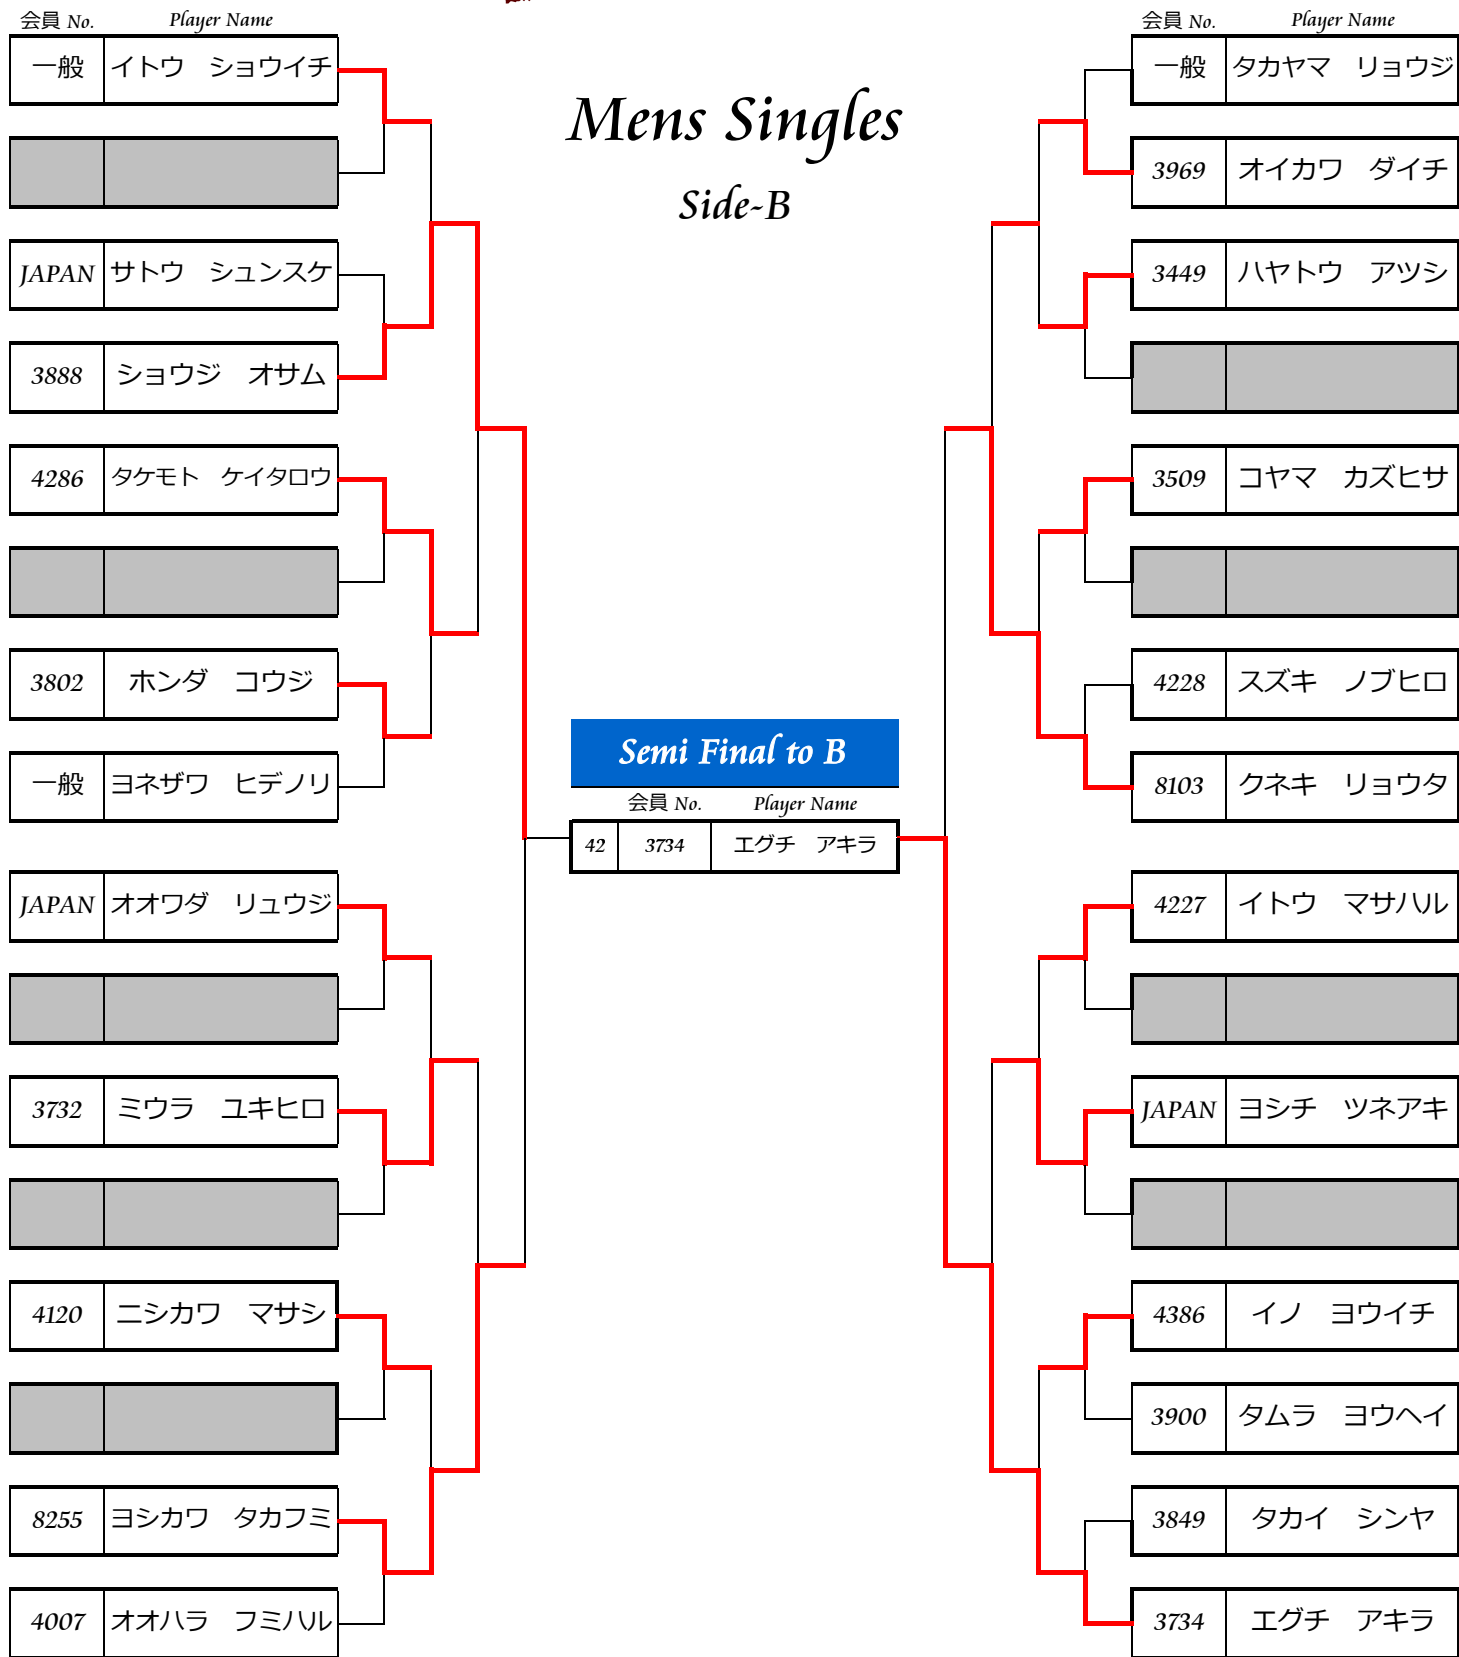 会員 No. Player Name
一般 イトウ ショウイチ
JAPAN サトウ シュンスケ
3888 ショウジ オサム
4286 タケモト ケイタロウ
3802 ホンダ コウジ
一般 ヨネザワ ヒデノリ
JAPAN オオワダ リュウジ
3732 ミウラ ユキヒロ
4120 ニシカワ マサシ
8255 ヨシカワ タカフミ
4007 オオハラ フミハル
Mens Singles
Side-B
Semi Final to B
会員 No. Player Name
42 3734 エグチ アキラ
会員 No. Player Name
一般 タカヤマ リョウジ
3969 オイカワ ダイチ
3449 ハヤトウ アツシ
3509 コヤマ カズヒサ
4228 スズキ ノブヒロ
8103 クネキ リョウタ
4227 イトウ マサハル
JAPAN ヨシチ ツネアキ
4386 イノ ヨウイチ
3900 タムラ ヨウヘイ
3849 タカイ シンヤ
3734 エグチ アキラ